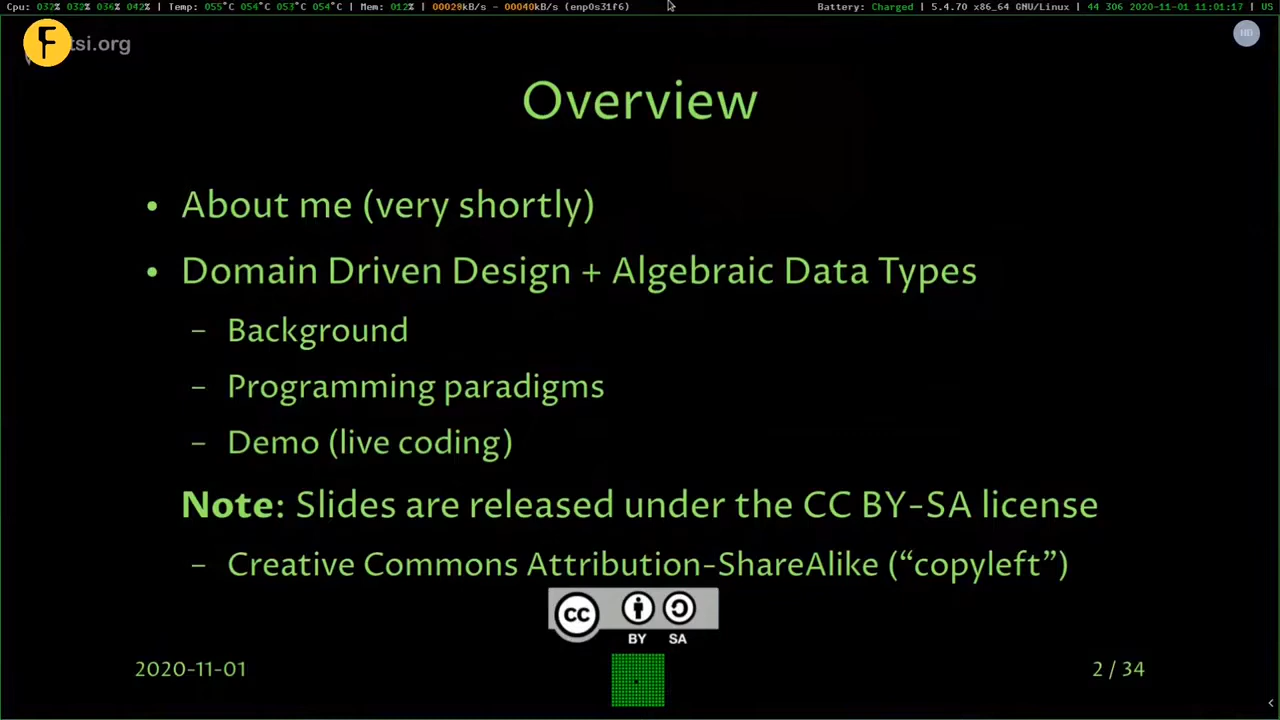 Cpu: 032% 032% 036% 042% | Temp: 055°C 054°C 053°C 054°C | Mem: 012% | 00028kB/s - 00040kB/s (enp0s31f6)
Battery: Charged | 5.4.70 x86_64 GNU/Linux | 44 306 2020-11-01 11:01:17 | US
F
tsi.org
HD
Overview
• About me (very shortly)
• Domain Driven Design + Algebraic Data Types
– Background
– Programming paradigms
– Demo (live coding)
Note: Slides are released under the CC BY-SA license
– Creative Commons Attribution-ShareAlike (“copyleft”)
cc
BY SA
2020-11-01
2 / 34